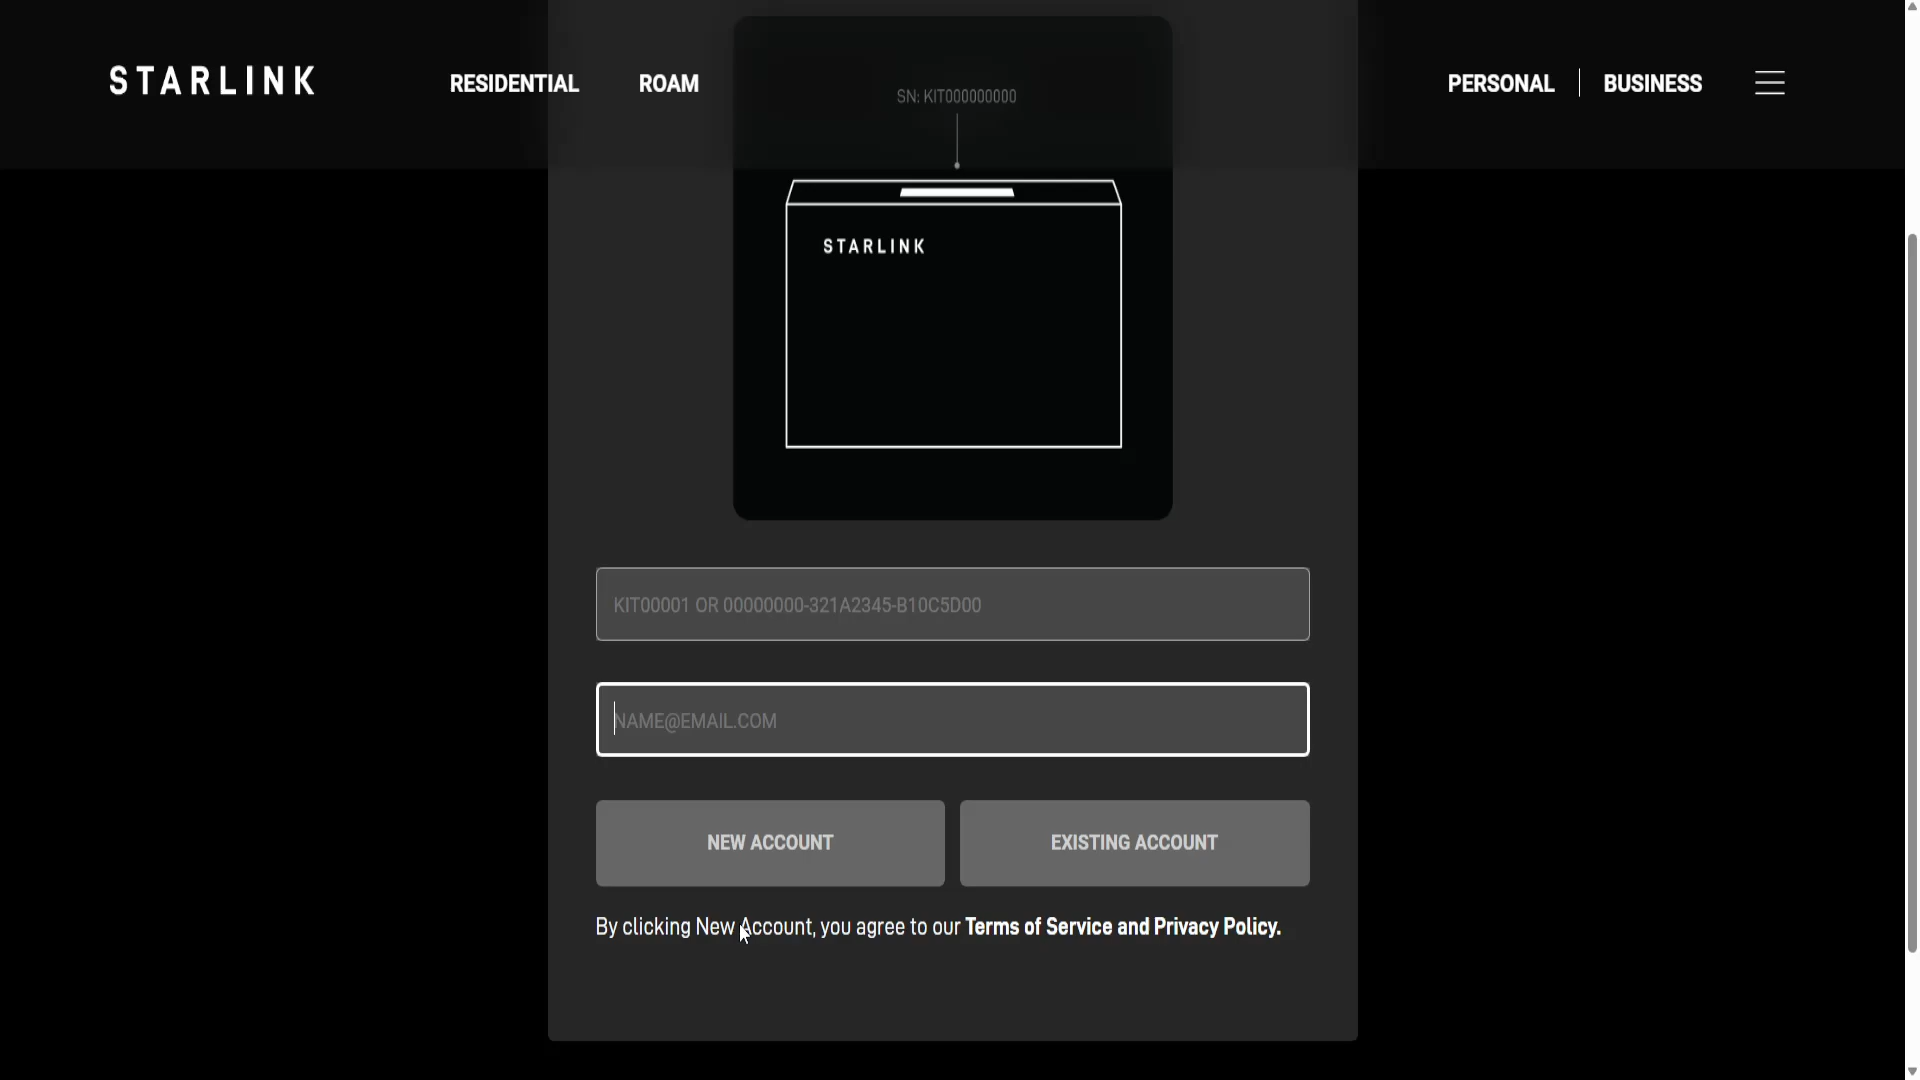 STARLINK
RESIDENTIAL
ROAM
PERSONAL
BUSINESS
SN: KIT000000000
STARLINK
KIT00001 OR 00000000-321A2345-B10C5D00
NAME@EMAIL.COM
NEW ACCOUNT
EXISTING ACCOUNT
By clicking New Account, you agree to our Terms of Service and Privacy Policy.